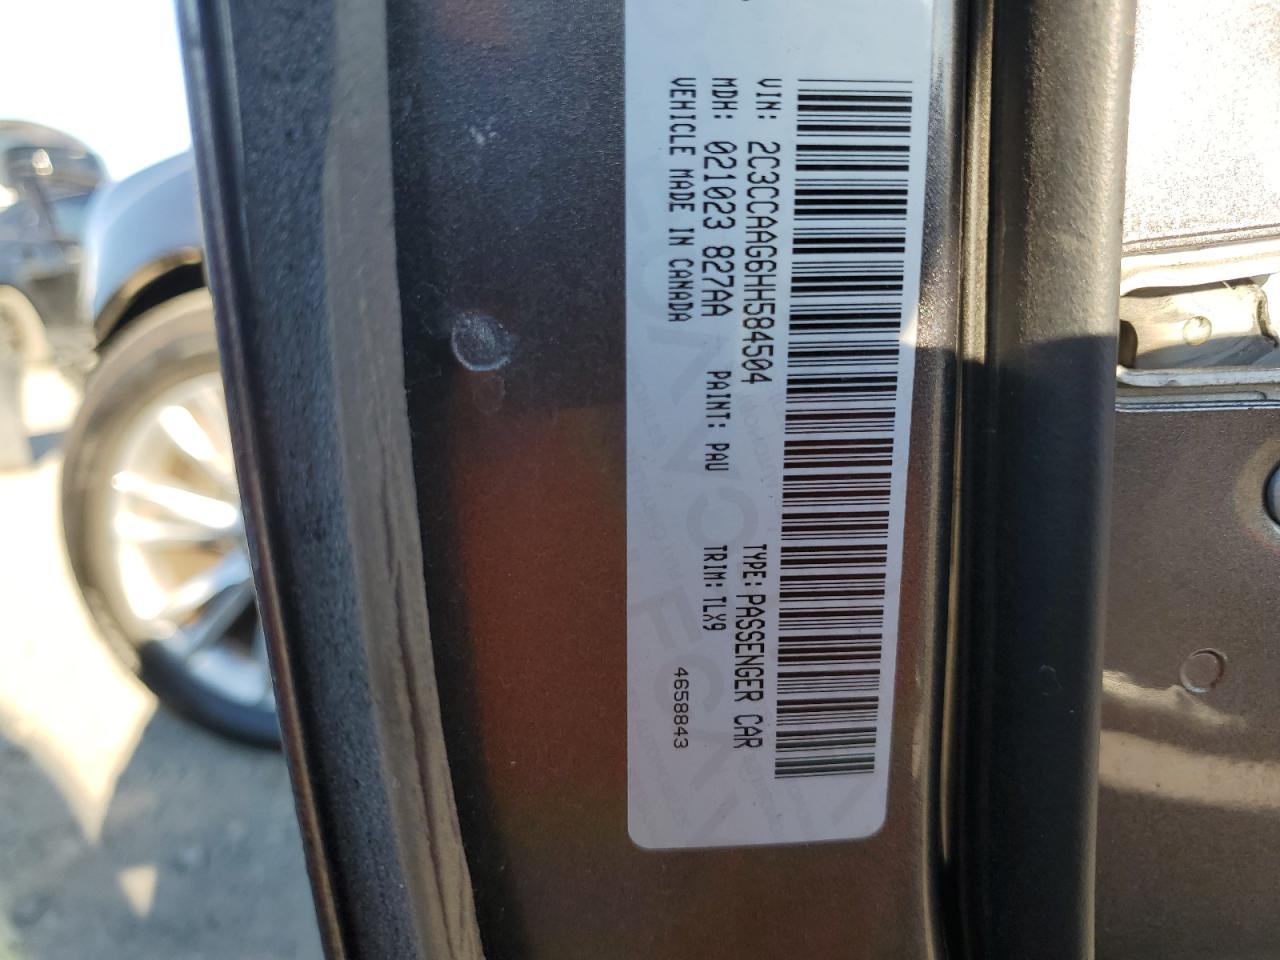 VIN: 2C3CCAAG6HH584504 TYPE: PASSENGER CAR
MDH: 021023 827AA PAINT: PAU TRIM: TLX9
VEHICLE MADE IN CANADA 4658843